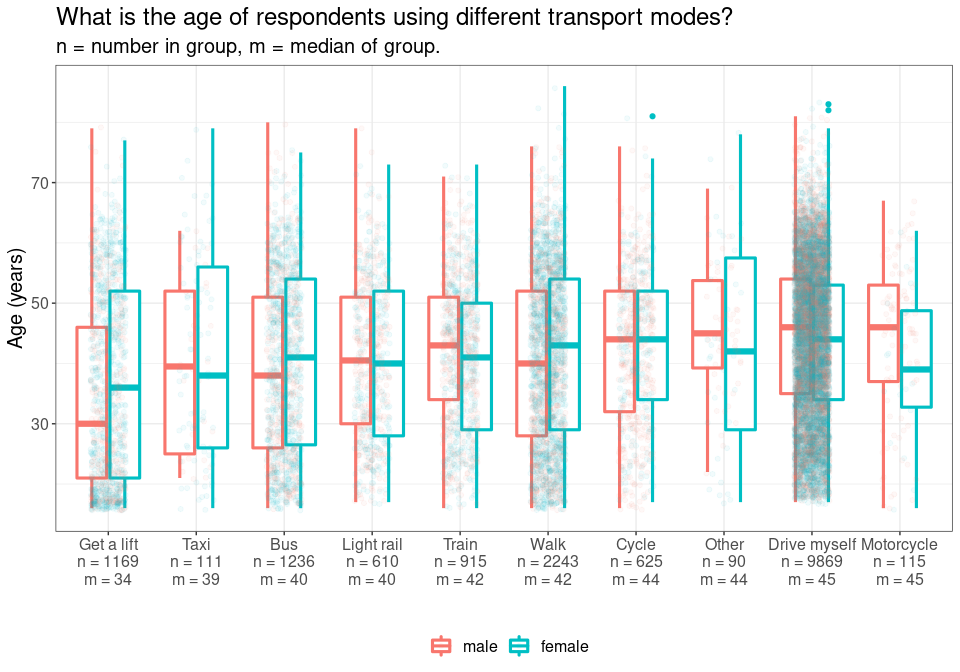 What is the age of respondents using different transport modes?
n = number in group, m = median of group.
Age (years)
70
50
30
Get a lift Taxi Bus Light rail Train Walk Cycle Other Drive myself Motorcycle
n = 1169 n = 111 n = 1236 n = 610 n = 915 n = 2243 n = 625 n = 90 n = 9869 n = 115
m = 34 m = 39 m = 40 m = 40 m = 42 m = 42 m = 44 m = 44 m = 45 m = 45
male female